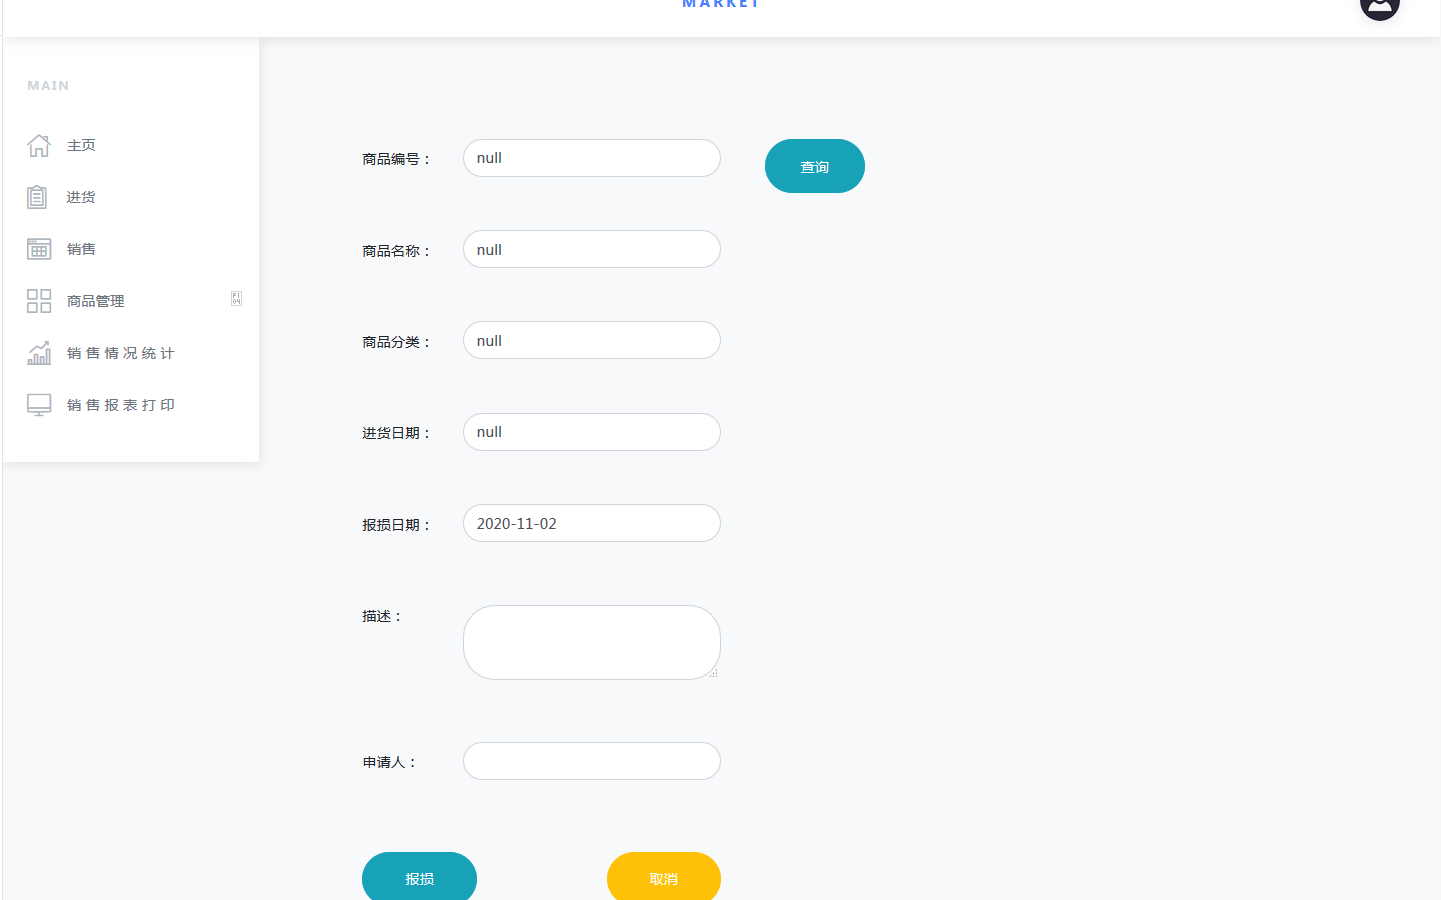 MARKET
MAIN
主页
进货
销售
商品管理
销售情况统计
销售报表打印
商品编号：
null
查询
商品名称：
null
商品分类：
null
进货日期：
null
报损日期：
2020-11-02
描述：
申请人：
报损
取消